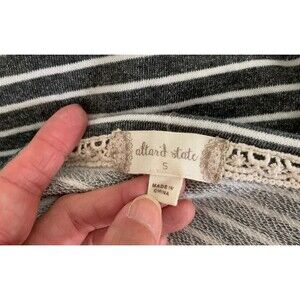 altar'd state
S
MADE IN
CHINA